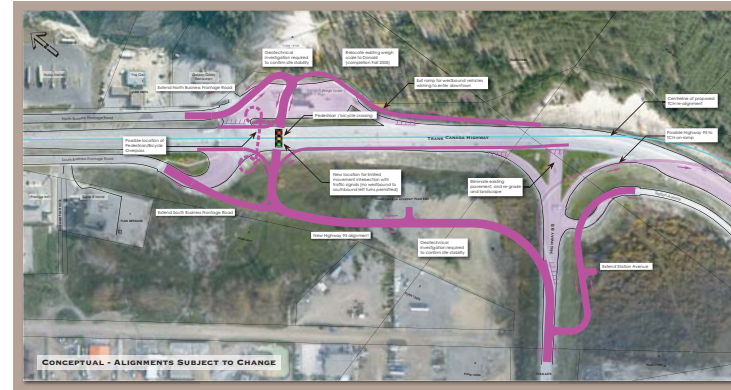 Geotechnical
investigation required
to confirm site stability
Relocate existing weigh
scale to Donald
(completion Fall 2005)
Extend North Business Frontage Road
Exit ramp for westbound vehicles
wishing to enter downtown
Centreline of proposed
TCH re-alignment
Pedestrian / bicycle crossing
Possible location of
Pedestrian/Bicycle
Overpass
Trans Canada Highway
Possible Highway 95 to
TCH on-ramp
New location for limited
movement intersection with
traffic signals (no westbound to
southbound left turns permitted)
Eliminate existing
pavement, and re-grade
and landscape
Extend South Business Frontage Road
New Highway 95 alignment
Geotechnical
investigation required
to confirm site stability
Extend Station Avenue
Conceptual - Alignments Subject to Change